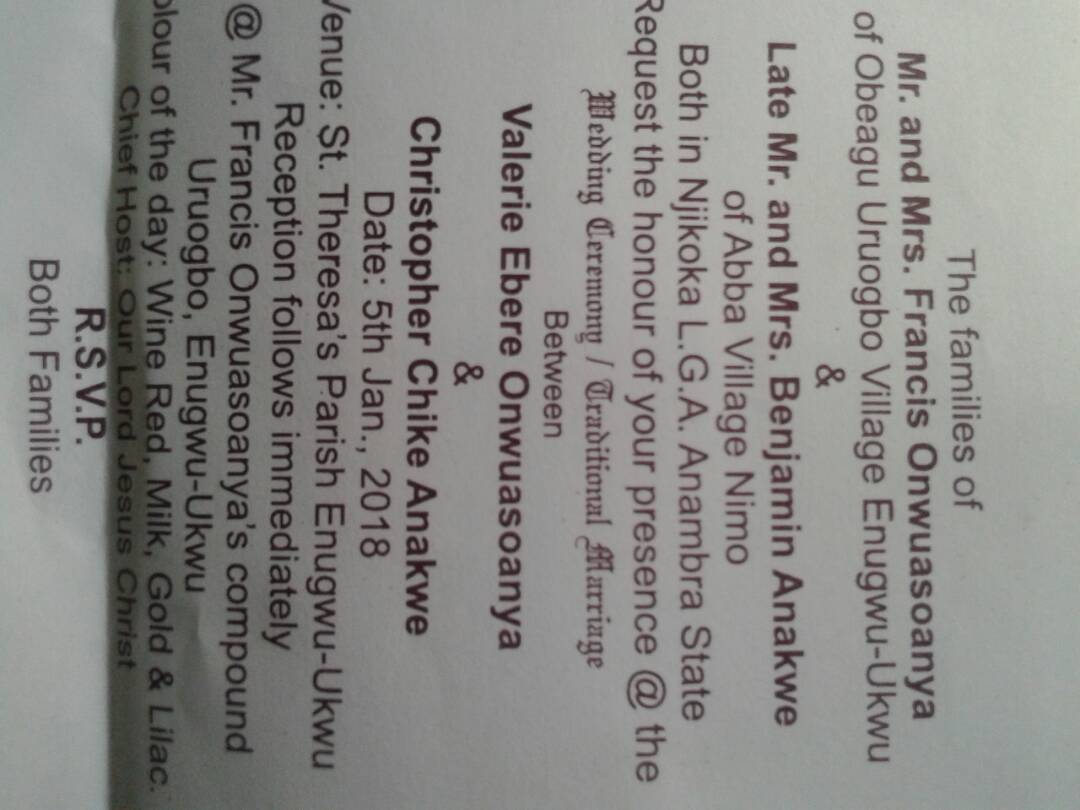 The families of
Mr. and Mrs. Francis Onwuasoanya
of Obeagu Uruogbo Village Enugwu-Ukwu
&
Late Mr. and Mrs. Benjamin Anakwe
of Abba Village Nimo
Both in Njikoka L.G.A. Anambra State
Request the honour of your presence @ the
Wedding Ceremony / Traditional Marriage
Between
Valerie Ebere Onwuasoanya
&
Christopher Chike Anakwe
Date: 5th Jan., 2018
Venue: St. Theresa's Parish Enugwu-Ukwu
Reception follows immediately
@ Mr. Francis Onwuasoanya's compound
Uruogbo, Enugwu-Ukwu
olour of the day: Wine Red, Milk, Gold & Lilac.
Chief Host: Our Lord Jesus Christ
R.S.V.P.
Both Families